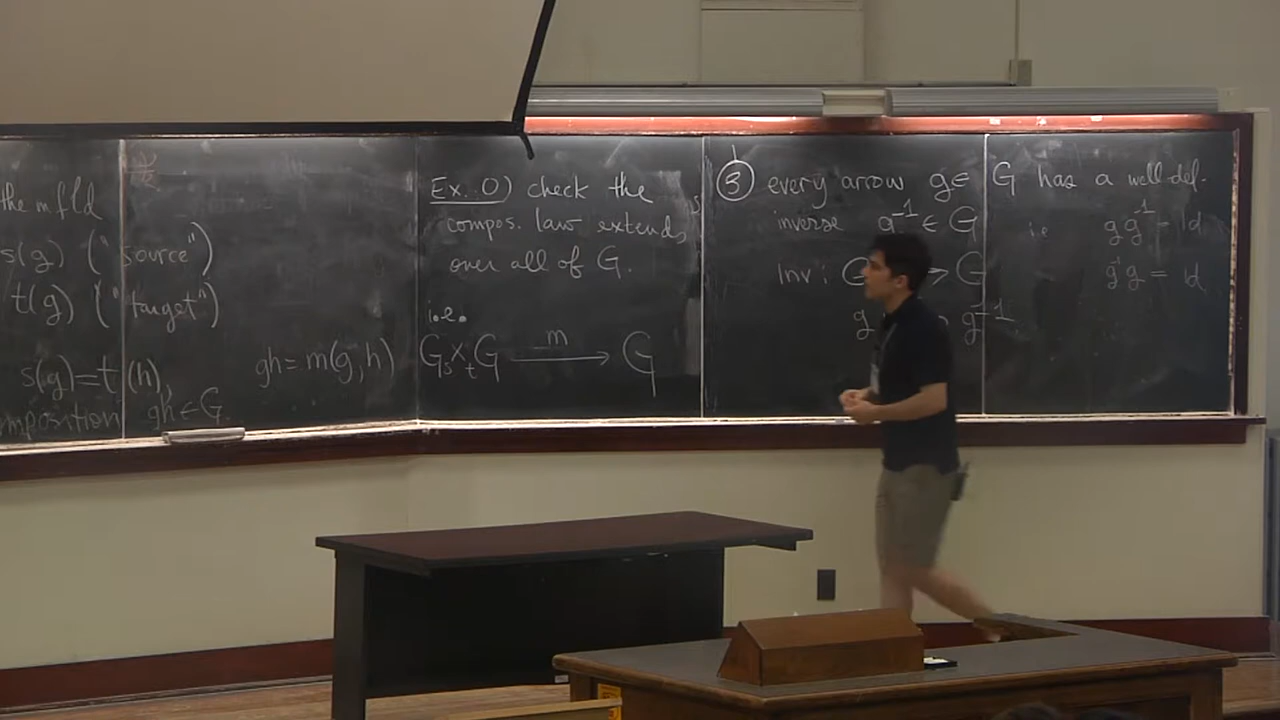 the mfld
s(g) ("source")
t(g) ("target")
s(g)=t(h),
composition gh ∈ G.
gh = m(g,h)
Ex. 0) check the
compos. law extends
over all of G.
i.e.
G ₛ×ₜ G —m→ G
③ every arrow g ∈ G has a well-def.
inverse g⁻¹ ∈ G i.e gg⁻¹ = id
inv i G → G g⁻¹g = id
g g⁻¹